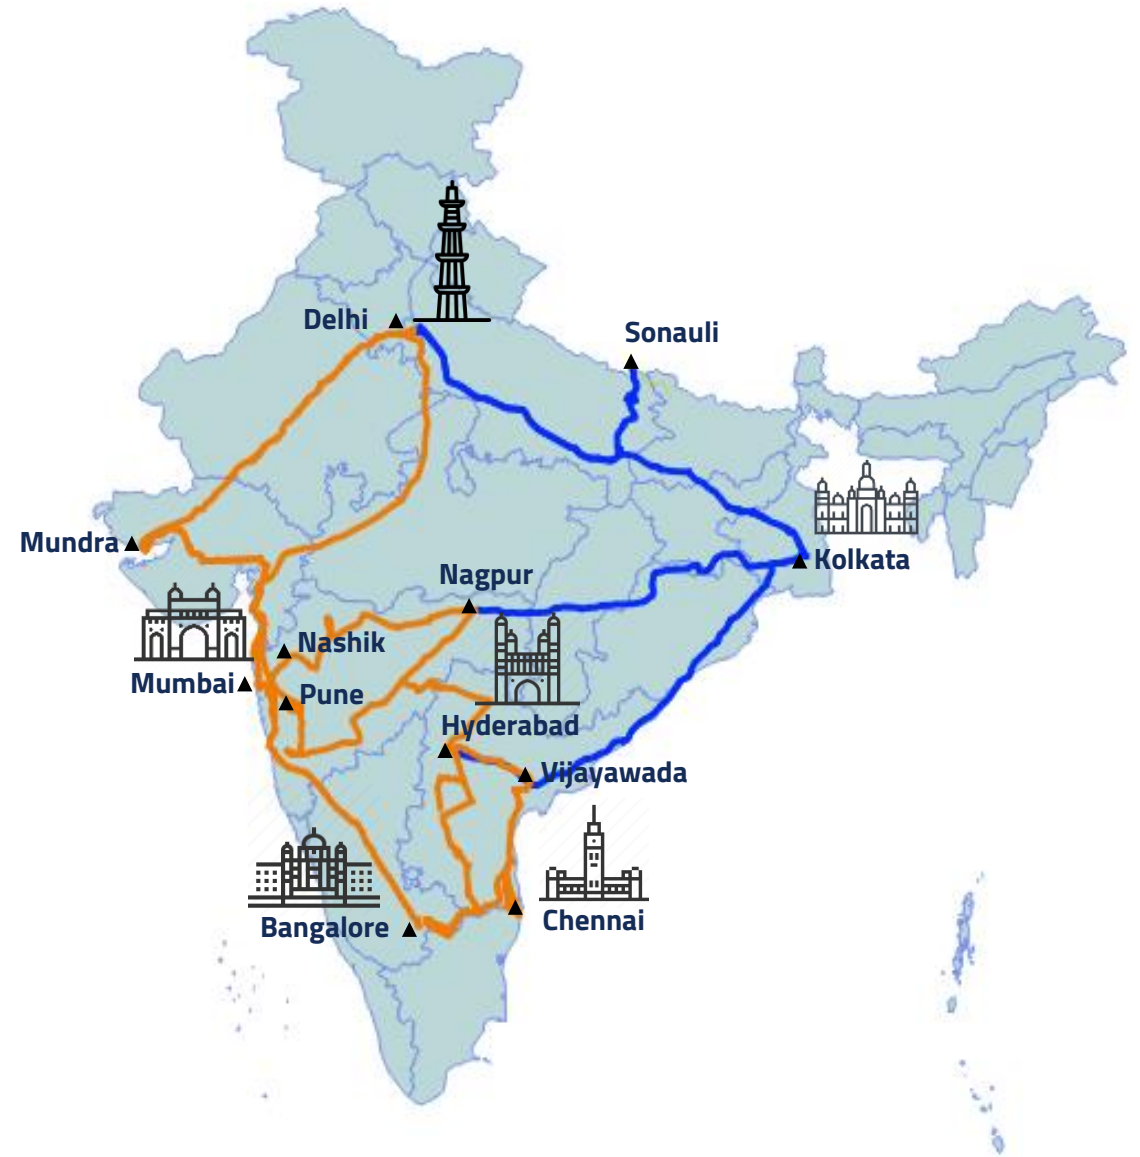 Delhi
Sonauli
Mundra
Kolkata
Nagpur
Nashik
Mumbai
Pune
Hyderabad
Vijayawada
Bangalore
Chennai